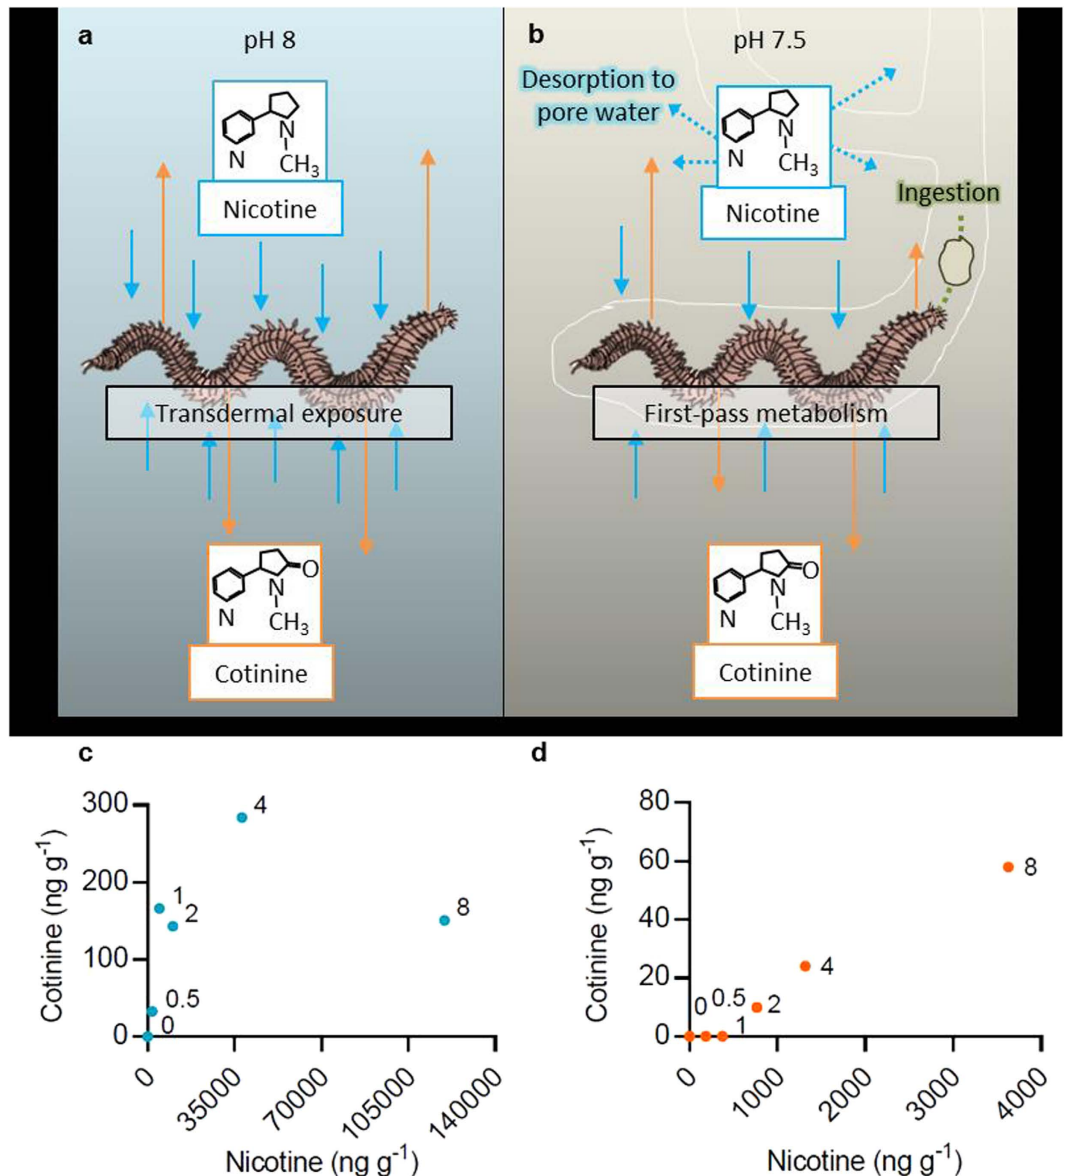 a
pH 8
N
N
CH3
Nicotine
Transdermal exposure
O
N
N
CH3
Cotinine
b
pH 7.5
Desorption to
pore water
N
N
CH3
Nicotine
Ingestion
First-pass metabolism
O
N
N
CH3
Cotinine
c
Cotinine (ng g-1)
300
200
100
0
4
1
2
8
0.5
0
0
35000
70000
105000
140000
Nicotine (ng g-1)
d
Cotinine (ng g-1)
80
60
40
20
0
8
4
0
0.5
2
1
0
1000
2000
3000
4000
Nicotine (ng g-1)